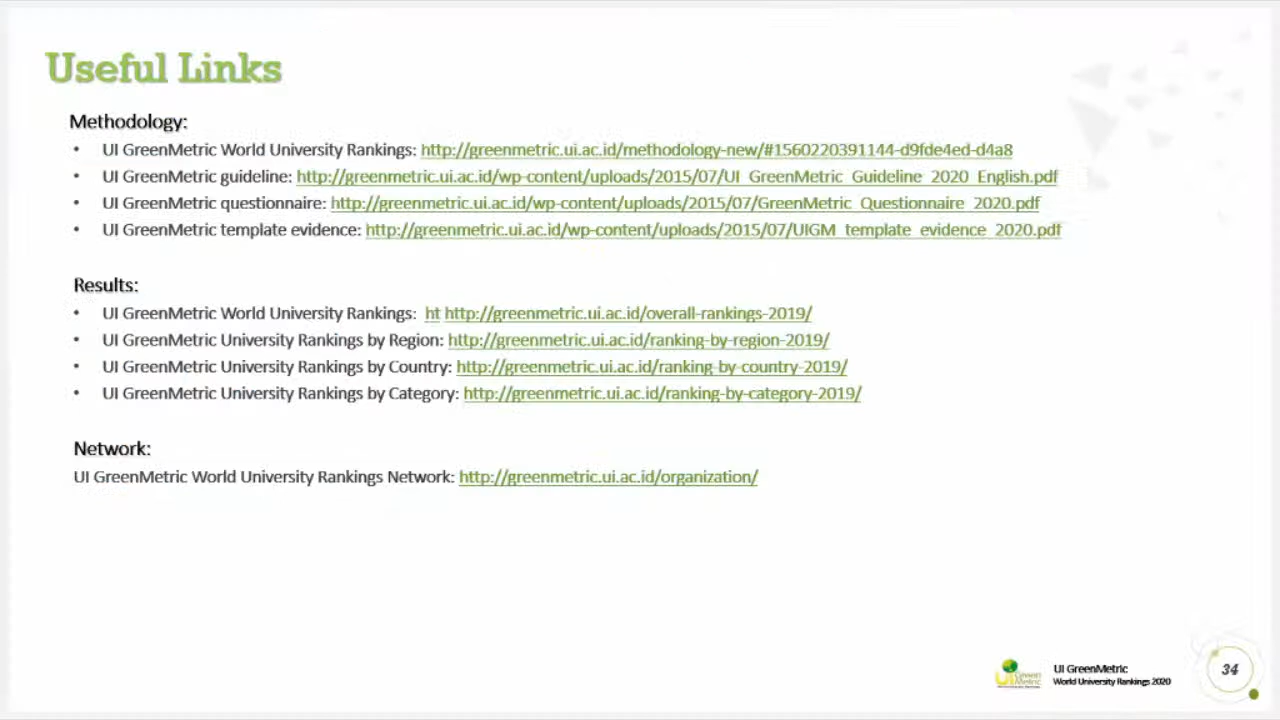 Useful Links
Methodology:
• UI GreenMetric World University Rankings: http://greenmetric.ui.ac.id/methodology-new/#1560220391144-d9fde4ed-d4a8
• UI GreenMetric guideline: http://greenmetric.ui.ac.id/wp-content/uploads/2015/07/UI_GreenMetric_Guideline_2020_English.pdf
• UI GreenMetric questionnaire: http://greenmetric.ui.ac.id/wp-content/uploads/2015/07/GreenMetric_Questionnaire_2020.pdf
• UI GreenMetric template evidence: http://greenmetric.ui.ac.id/wp-content/uploads/2015/07/UIGM_template_evidence_2020.pdf
Results:
• UI GreenMetric World University Rankings: ht http://greenmetric.ui.ac.id/overall-rankings-2019/
• UI GreenMetric University Rankings by Region: http://greenmetric.ui.ac.id/ranking-by-region-2019/
• UI GreenMetric University Rankings by Country: http://greenmetric.ui.ac.id/ranking-by-country-2019/
• UI GreenMetric University Rankings by Category: http://greenmetric.ui.ac.id/ranking-by-category-2019/
Network:
UI GreenMetric World University Rankings Network: http://greenmetric.ui.ac.id/organization/
UI Green Metric
UI GreenMetric
World University Rankings 2020
34